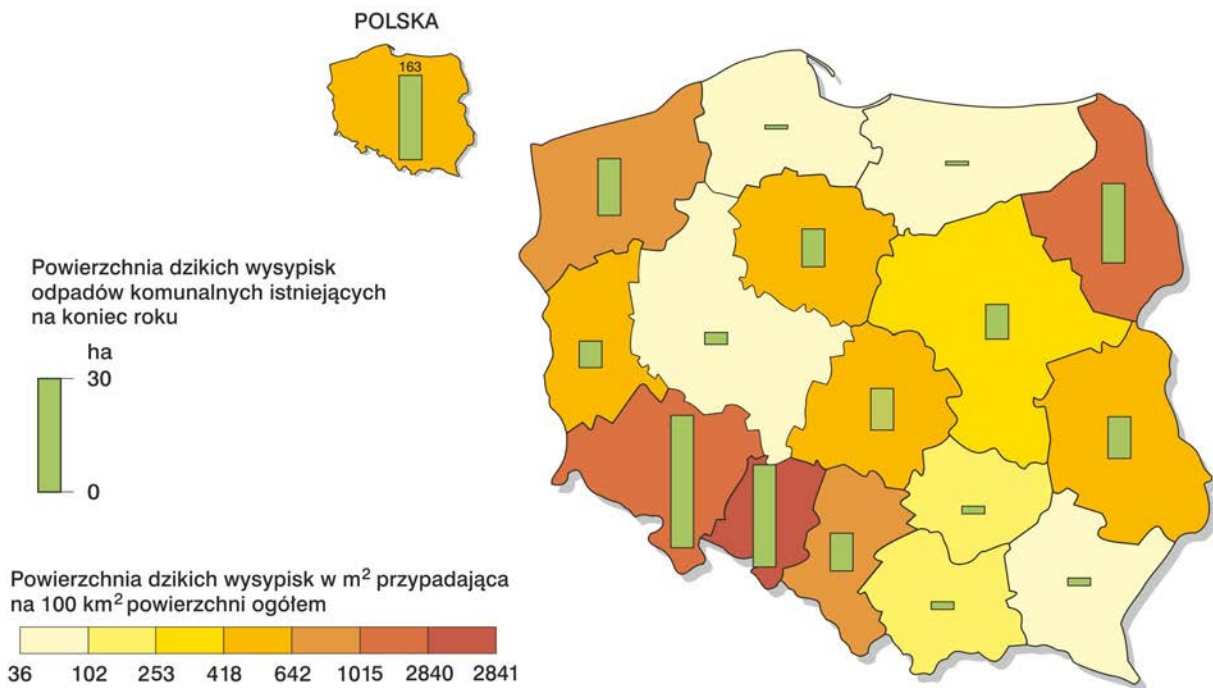 POLSKA
163
Powierzchnia dzikich wysypisk
odpadów komunalnych istniejących
na koniec roku
ha
30
0
Powierzchnia dzikich wysypisk w m² przypadająca
na 100 km² powierzchni ogółem
36 102 253 418 642 1015 2840 2841